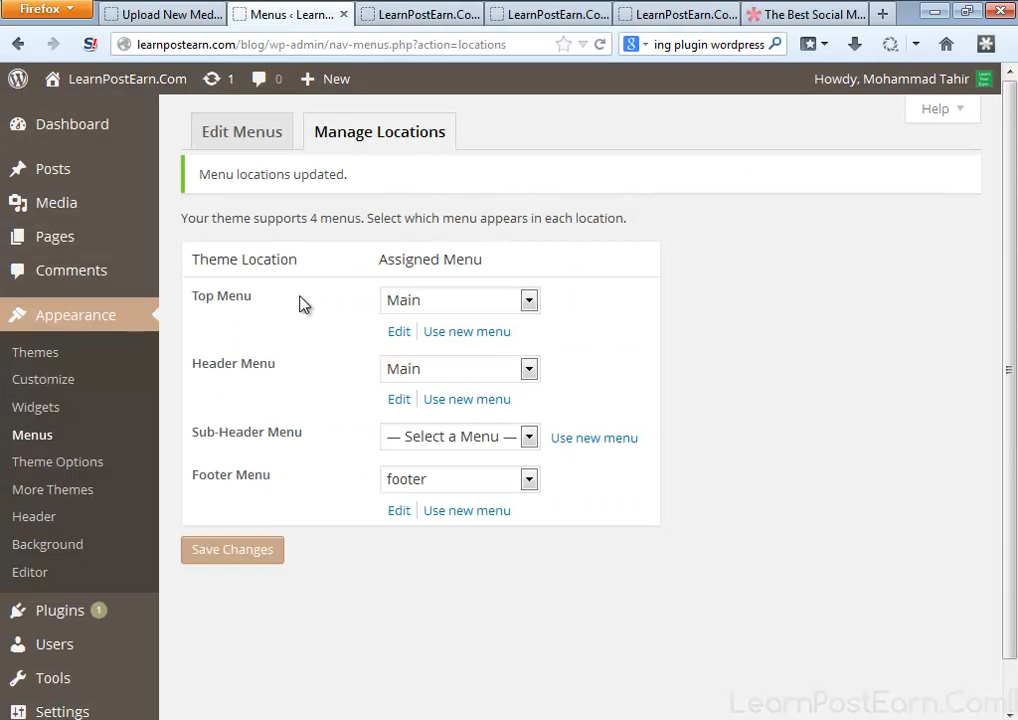 Firefox
Upload New Med...
Menus ‹ Learn...
LearnPostEarn.Co...
LearnPostEarn.Co...
LearnPostEarn.Co...
The Best Social M...
learnpostearn.com/blog/wp-admin/nav-menus.php?action=locations
ing plugin wordpress
LearnPostEarn.Com
1
0
New
Howdy, Mohammad Tahir
Help
Dashboard
Posts
Media
Pages
Comments
Appearance
Themes
Customize
Widgets
Menus
Theme Options
More Themes
Header
Background
Editor
Plugins 1
Users
Tools
Settings
Edit Menus
Manage Locations
Menu locations updated.
Your theme supports 4 menus. Select which menu appears in each location.
Theme Location
Assigned Menu
Top Menu
Main
Edit
Use new menu
Header Menu
Main
Edit
Use new menu
Sub-Header Menu
— Select a Menu —
Use new menu
Footer Menu
footer
Edit
Use new menu
Save Changes
LearnPostEarn.Com